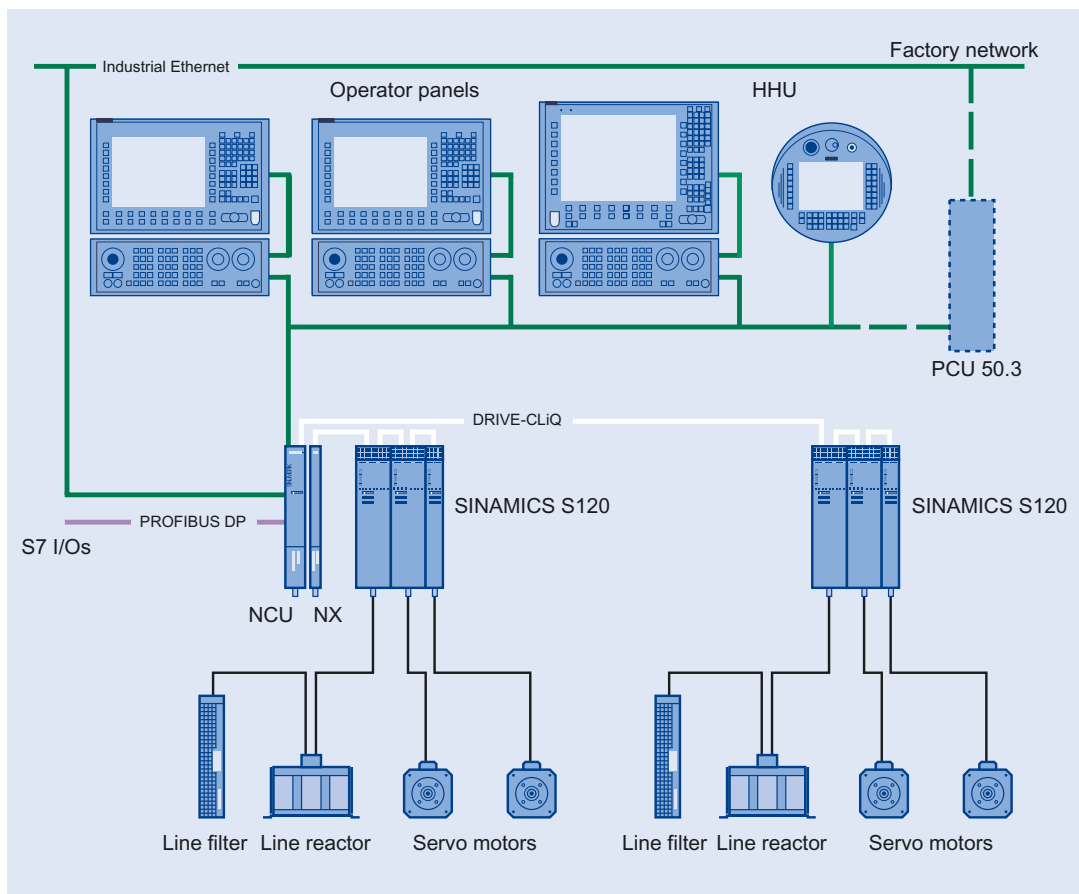 Factory network
Industrial Ethernet
Operator panels
HHU
PCU 50.3
DRIVE-CLiQ
SINAMICS S120
SINAMICS S120
PROFIBUS DP
S7 I/Os
NCU
NX
Line filter
Line reactor
Servo motors
Line filter
Line reactor
Servo motors